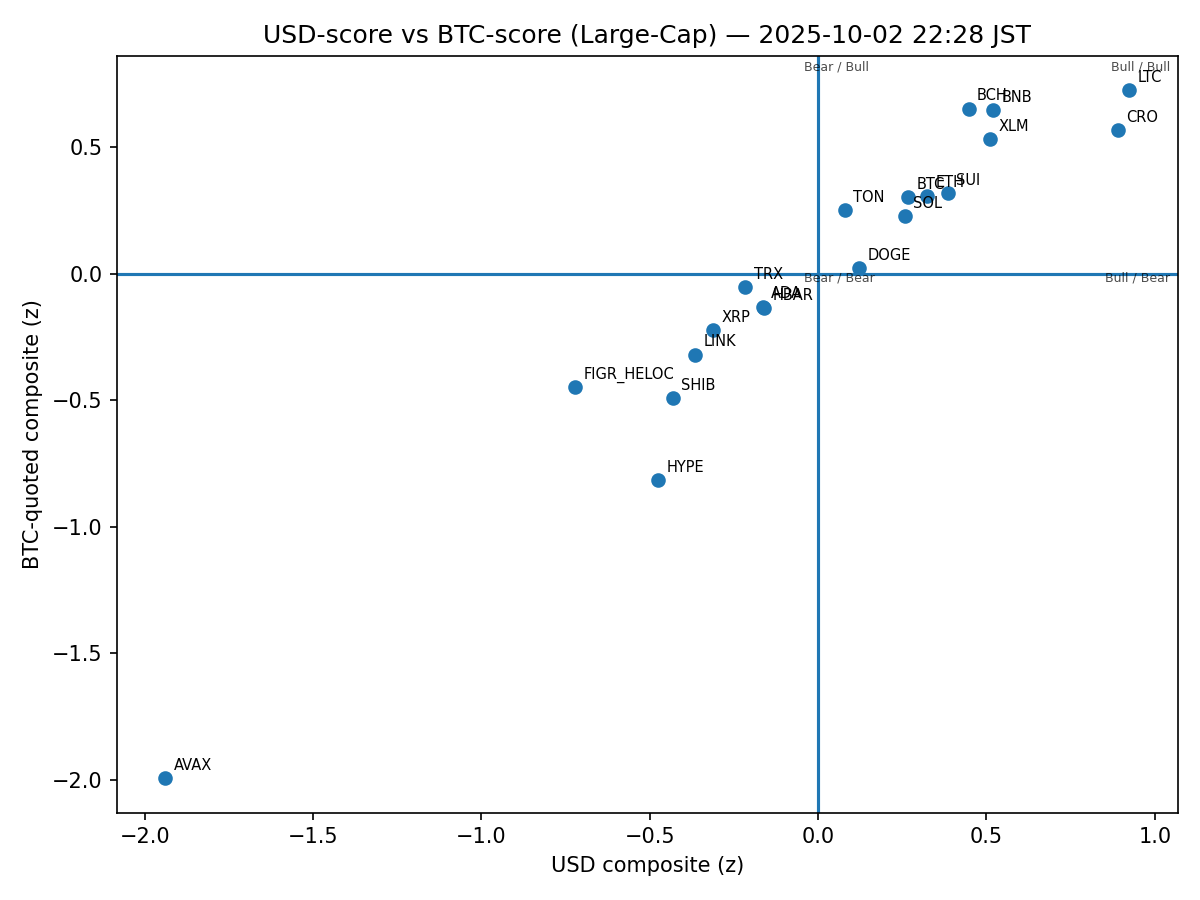 USD-score vs BTC-score (Large-Cap) — 2025-10-02 22:28 JST
Bear / Bull
Bull / Bull
LTC
BCH
BNB
CRO
XLM
BTC
ETH
SUI
TON
SOL
DOGE
TRX
Bear / Bear
Bull / Bear
ADA
HBAR
XRP
LINK
FIGR_HELOC
SHIB
HYPE
AVAX
BTC-quoted composite (z)
0.5
0.0
−0.5
−1.0
−1.5
−2.0
−2.0
−1.5
−1.0
−0.5
0.0
0.5
1.0
USD composite (z)